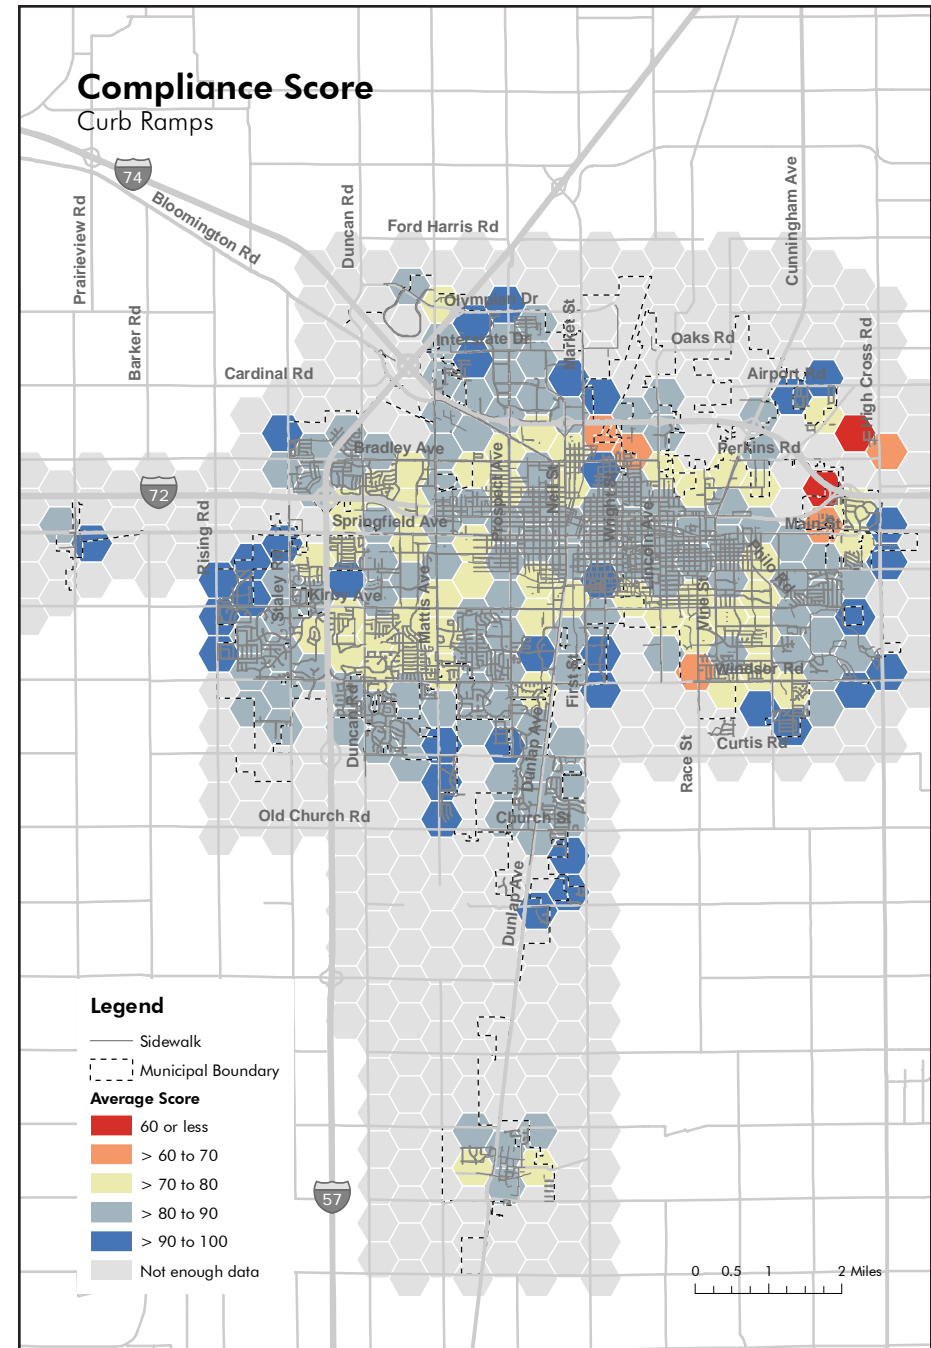 Compliance Score
Curb Ramps
74
Bloomington Rd
Prairieview Rd
Barker Rd
Duncan Rd
Ford Harris Rd
Cunningham Ave
Olympian Dr
Interstate Dr
Market St
Oaks Rd
Airport Rd
High Cross Rd
Cardinal Rd
Bradley Ave
Perkins Rd
72
Rising Rd
Springfield Ave
Prospect Ave
Neil St
Wright St
Lincoln Ave
Main St
Philo Rd
Staley Rd
Kirby Ave
Matts Ave
Vine St
First St
Windsor Rd
Duncan Rd
Dunlap Ave
Race St
Curtis Rd
Old Church Rd
Church St
Dunlap Ave
Legend
Sidewalk
Municipal Boundary
Average Score
60 or less
> 60 to 70
> 70 to 80
> 80 to 90
> 90 to 100
Not enough data
57
0 0.5 1 2 Miles